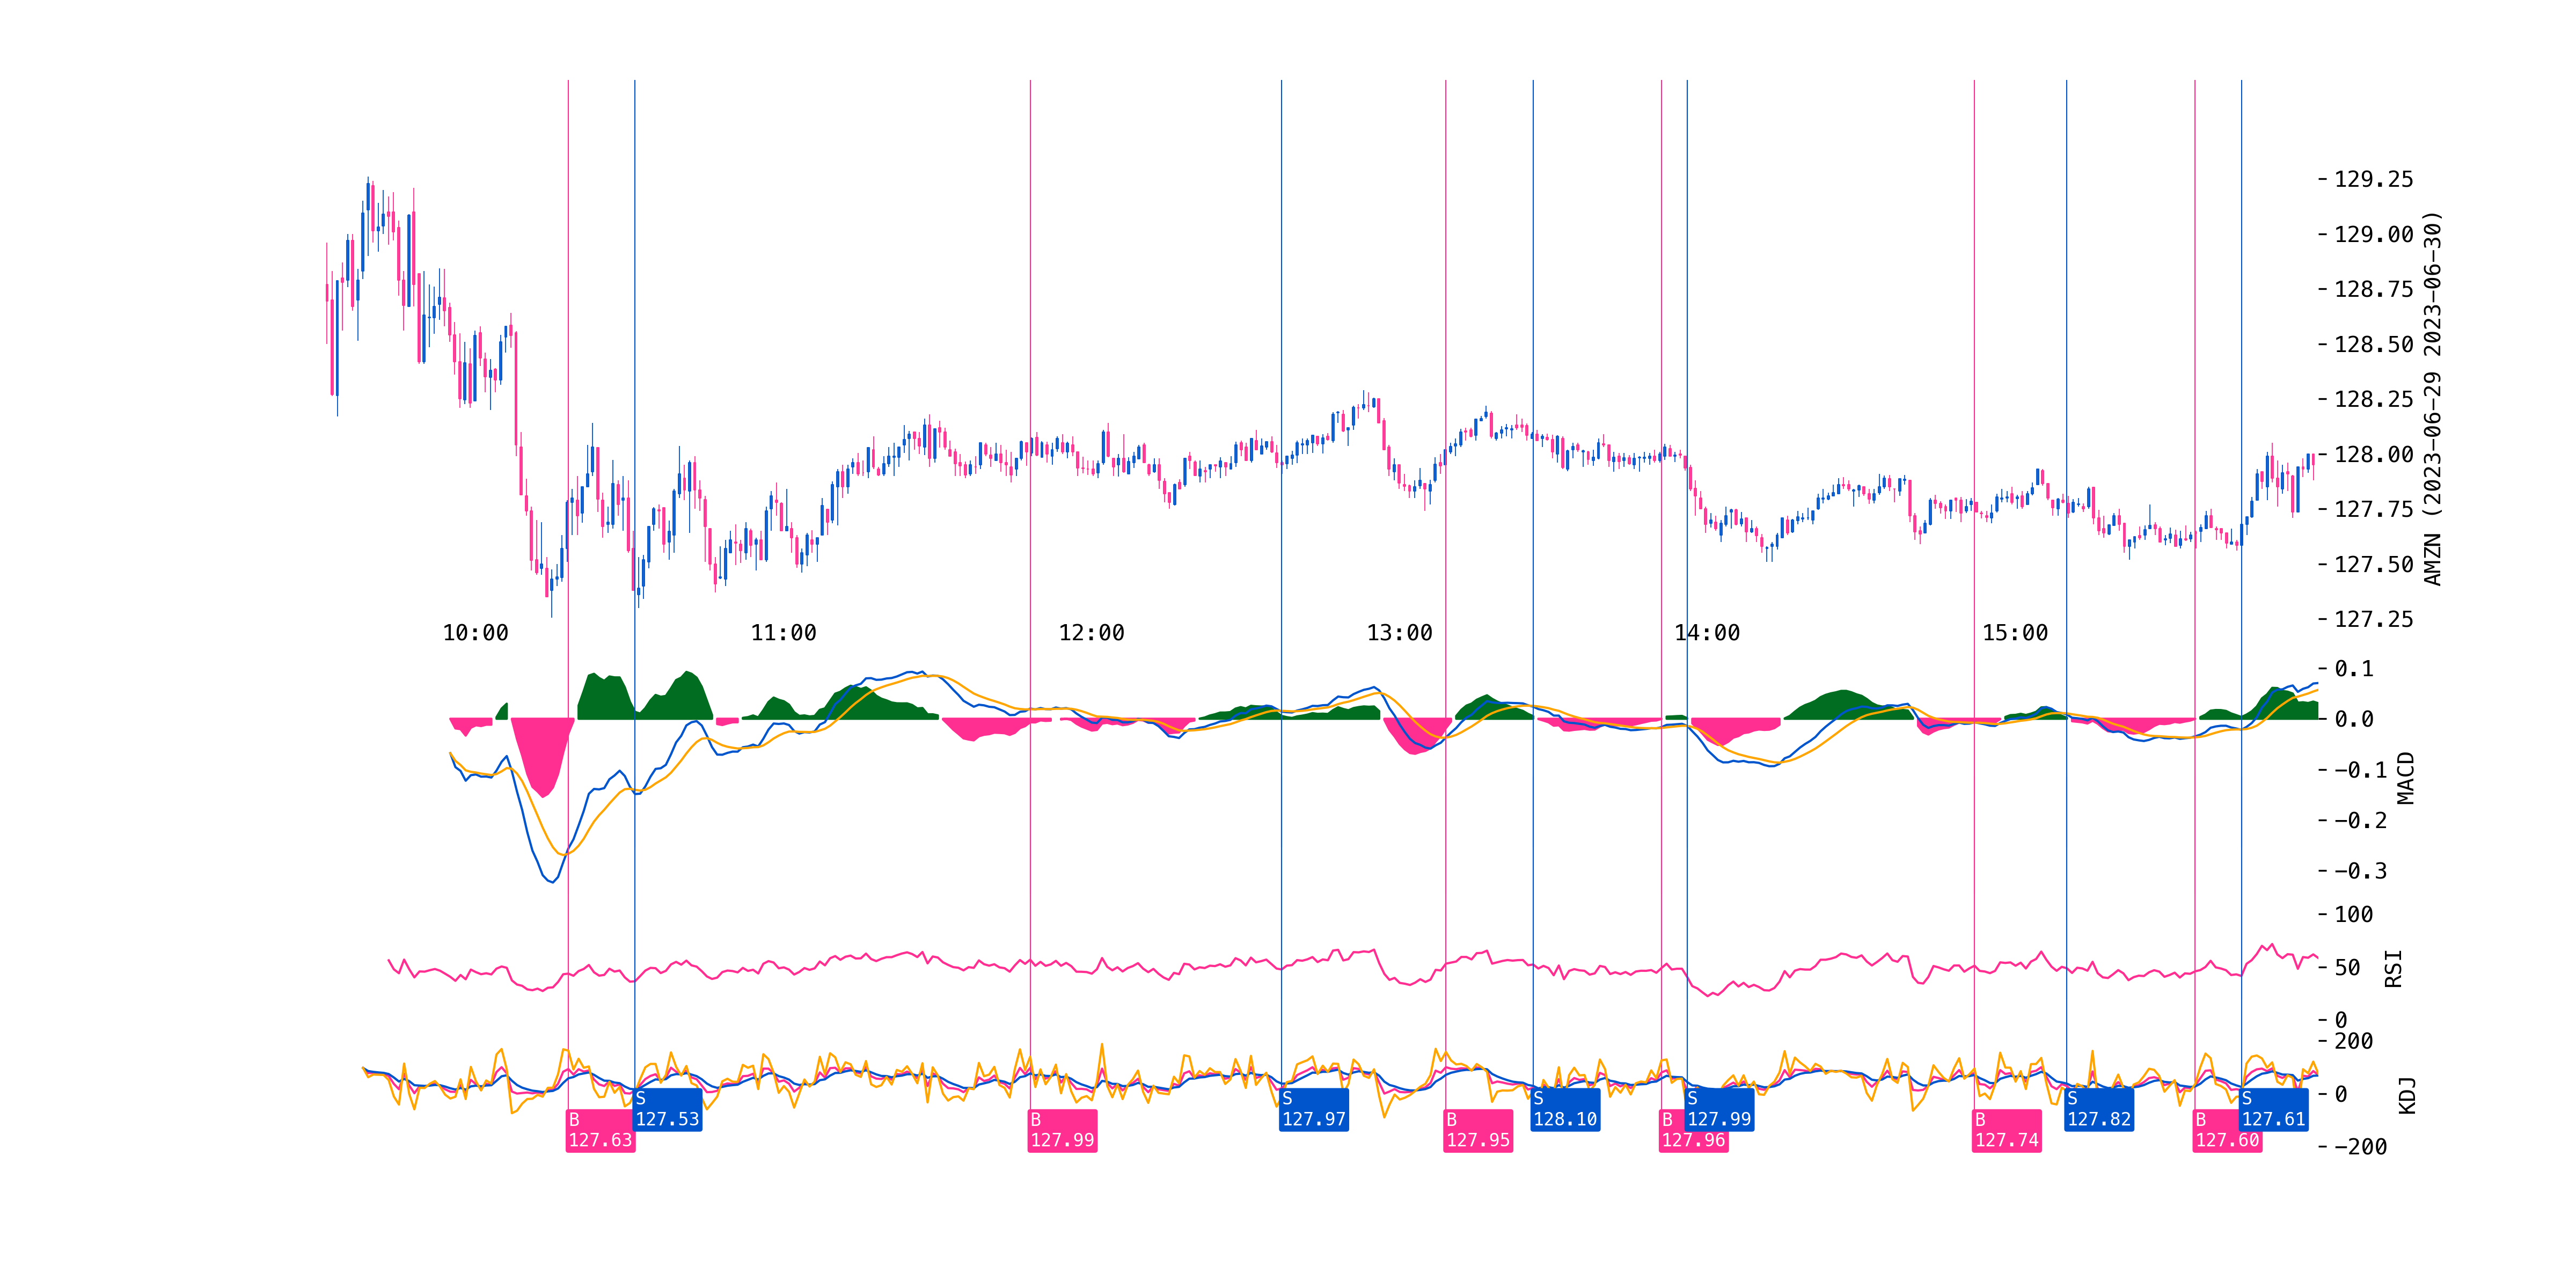 129.25
129.00
128.75
128.50
128.25
128.00
127.75
127.50
127.25
AMZN (2023−06−29 2023−06−30)
10:00 11:00 12:00 13:00 14:00 15:00
0.1
0.0
−0.1
−0.2
−0.3
MACD
100
50
0
RSI
200
0
−200
KDJ
B
127.63
S
127.53
B
127.99
S
127.97
B
127.95
S
128.10
B
127.96
S
127.99
B
127.74
S
127.82
B
127.60
S
127.61